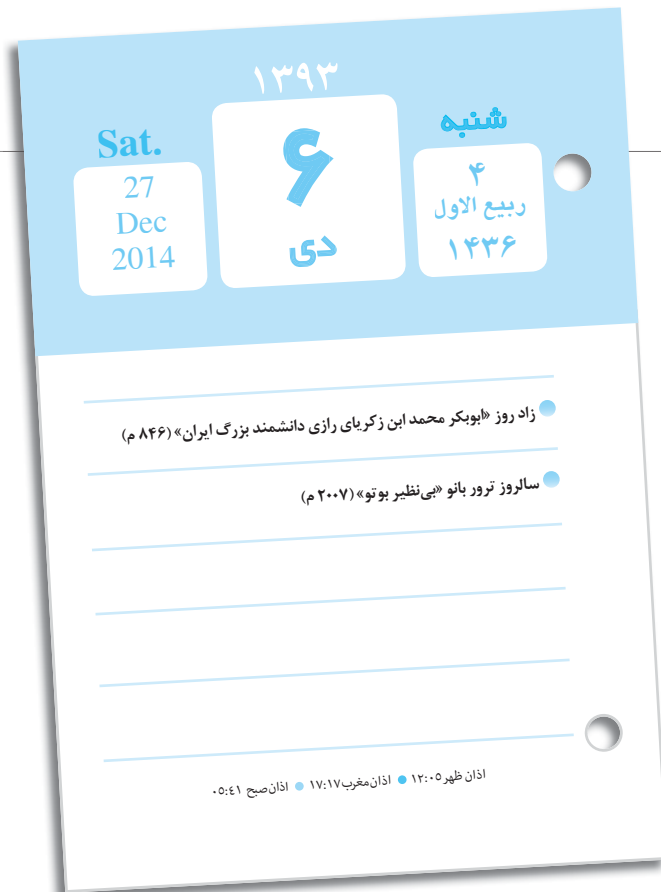 ۱۳۹۳
شنبه
۴
ربیع الاول
۱۴۳۶
۶
دی
Sat.
27
Dec
2014
زاد روز «ابوبکر محمد ابن زکریای رازی دانشمند بزرگ ایران» (۸۴۶ م)
سالروز ترور بانو «بی‌نظیر بوتو» (۲۰۰۷ م)
اذان ظهر ۱۲:۰۵ اذان مغرب ۱۷:۱۷ اذان صبح ۰۵:٤۱